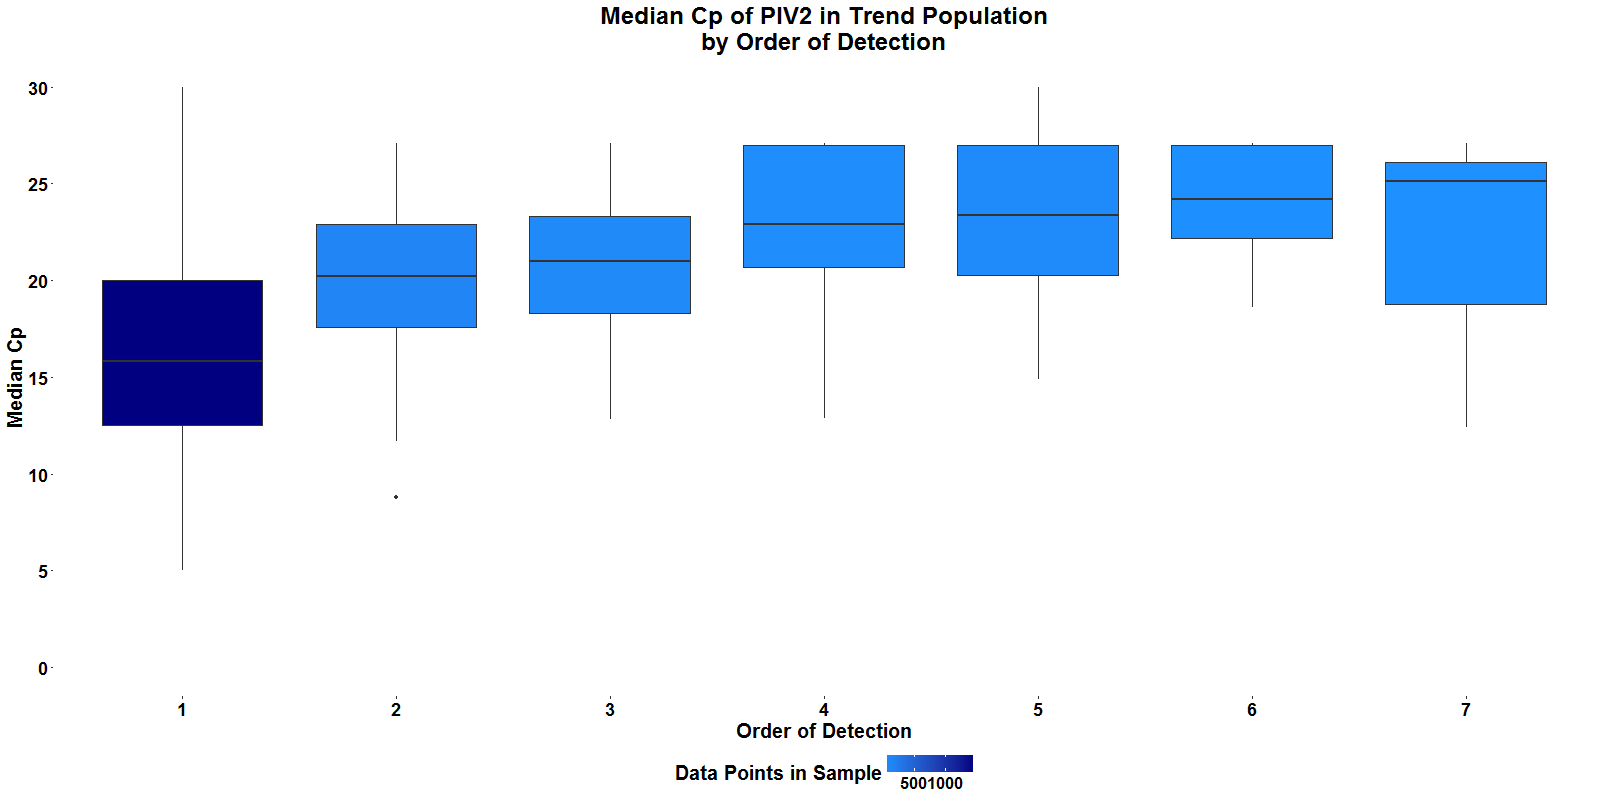 Median Cp of PIV2 in Trend Population
by Order of Detection
30
25
20
15
10
5
0
Median Cp
1 2 3 4 5 6 7
Order of Detection
Data Points in Sample
5001000